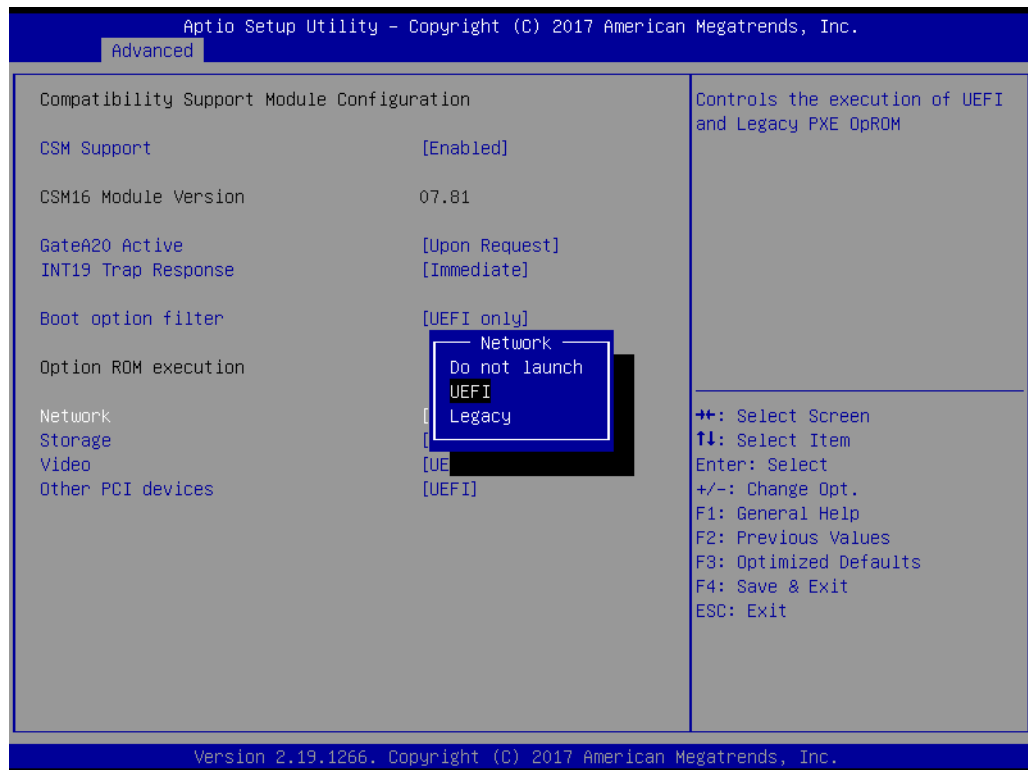 Aptio Setup Utility – Copyright (C) 2017 American Megatrends, Inc.
Advanced
Compatibility Support Module Configuration
CSM Support [Enabled]
CSM16 Module Version 07.81
GateA20 Active [Upon Request]
INT19 Trap Response [Immediate]
Boot option filter [UEFI only]
Option ROM execution
Network [
Storage [
Video [UE
Other PCI devices [UEFI]
Network
Do not launch
UEFI
Legacy
Controls the execution of UEFI
and Legacy PXE OpROM
→←: Select Screen
↑↓: Select Item
Enter: Select
+/-: Change Opt.
F1: General Help
F2: Previous Values
F3: Optimized Defaults
F4: Save & Exit
ESC: Exit
Version 2.19.1266. Copyright (C) 2017 American Megatrends, Inc.